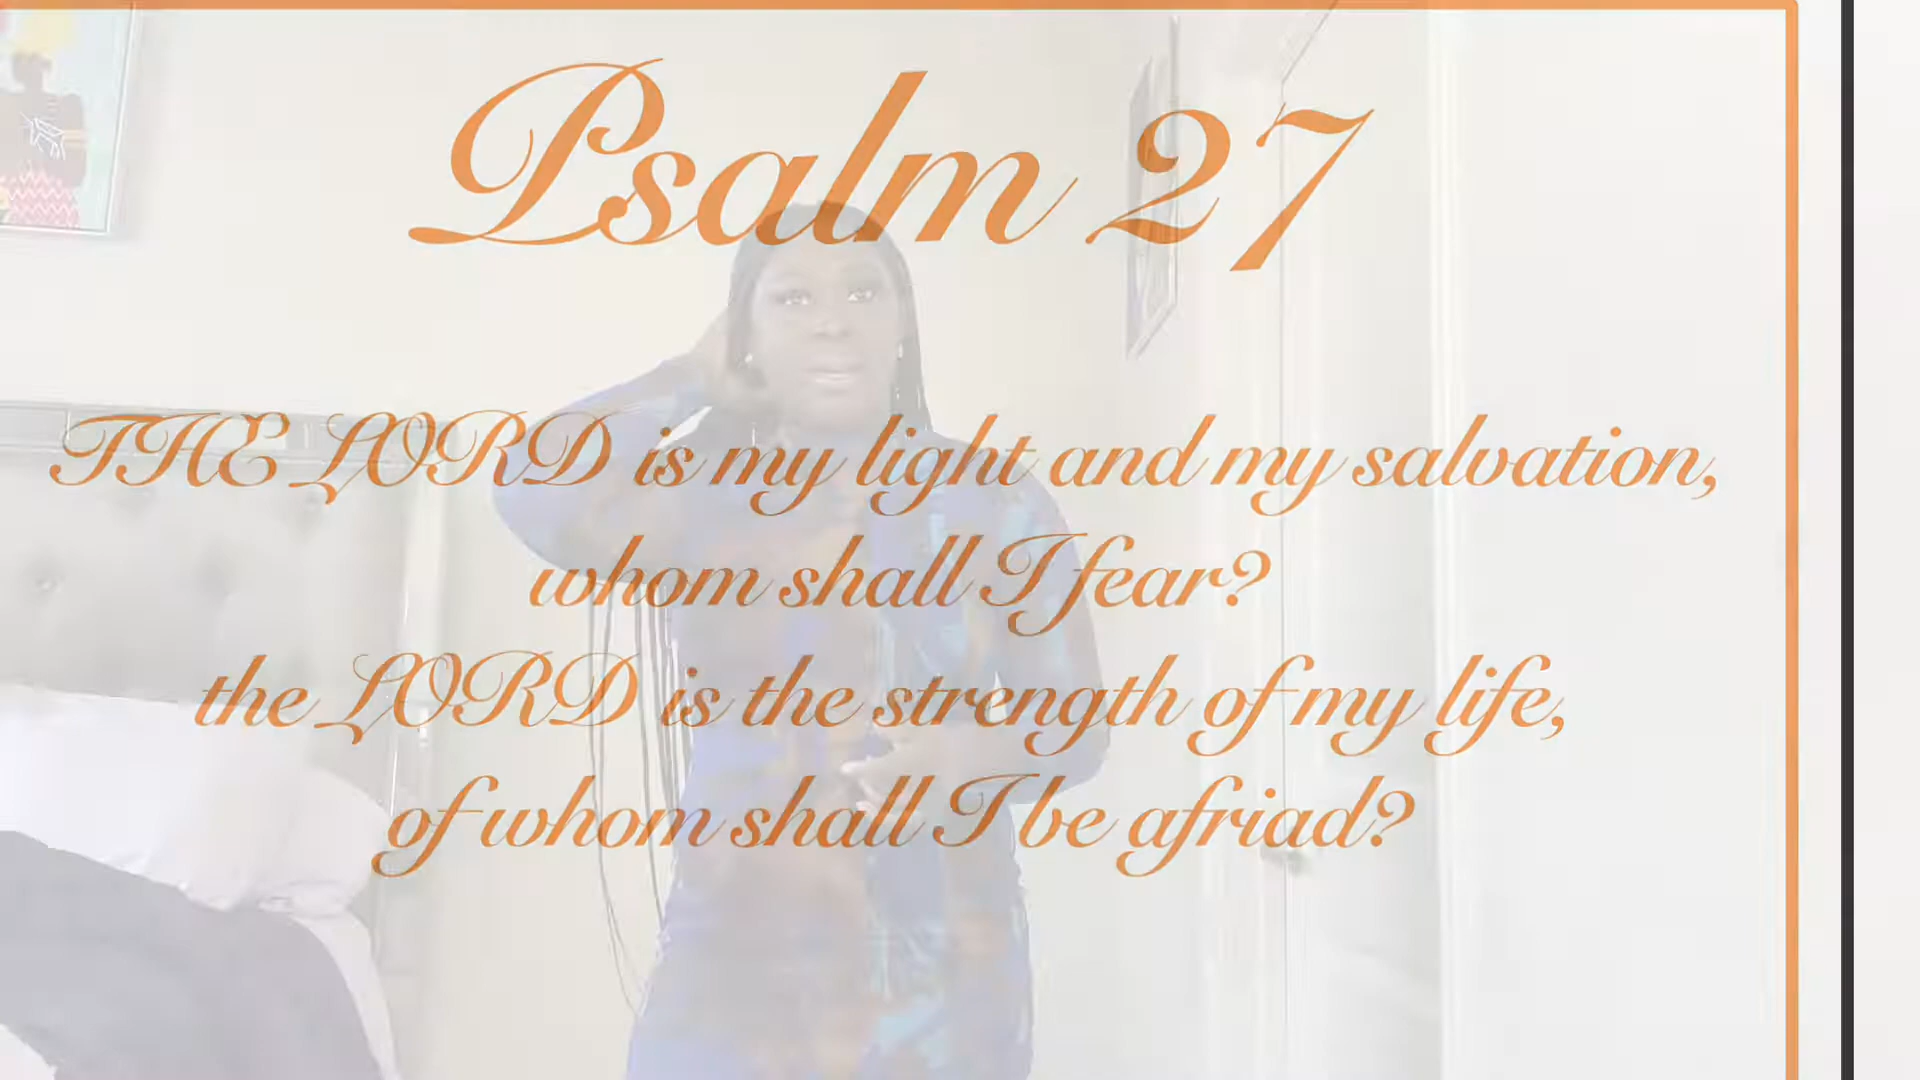 Psalm 27
THE LORD is my light and my salvation,
whom shall I fear?
the LORD is the strength of my life,
of whom shall I be afriad?